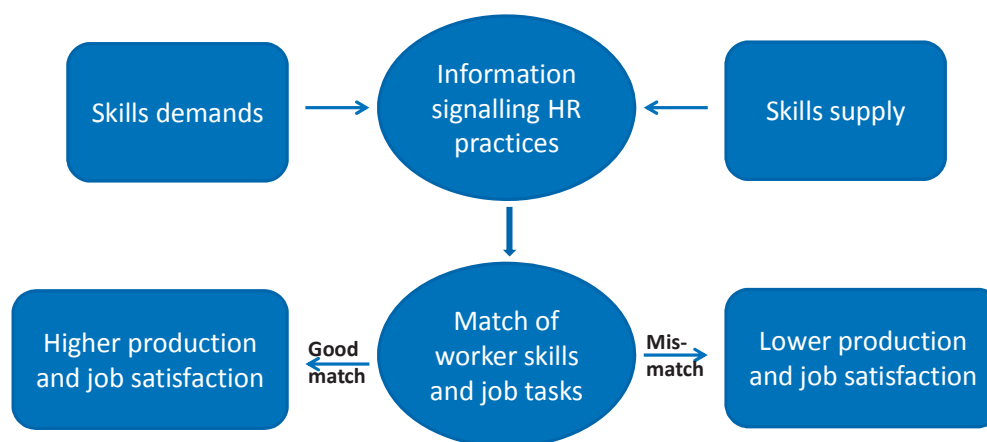 Skills demands
Information
signalling HR
practices
Skills supply
Higher production
and job satisfaction
Good
match
Match of
worker skills
and job tasks
Mis-
match
Lower production
and job satisfaction